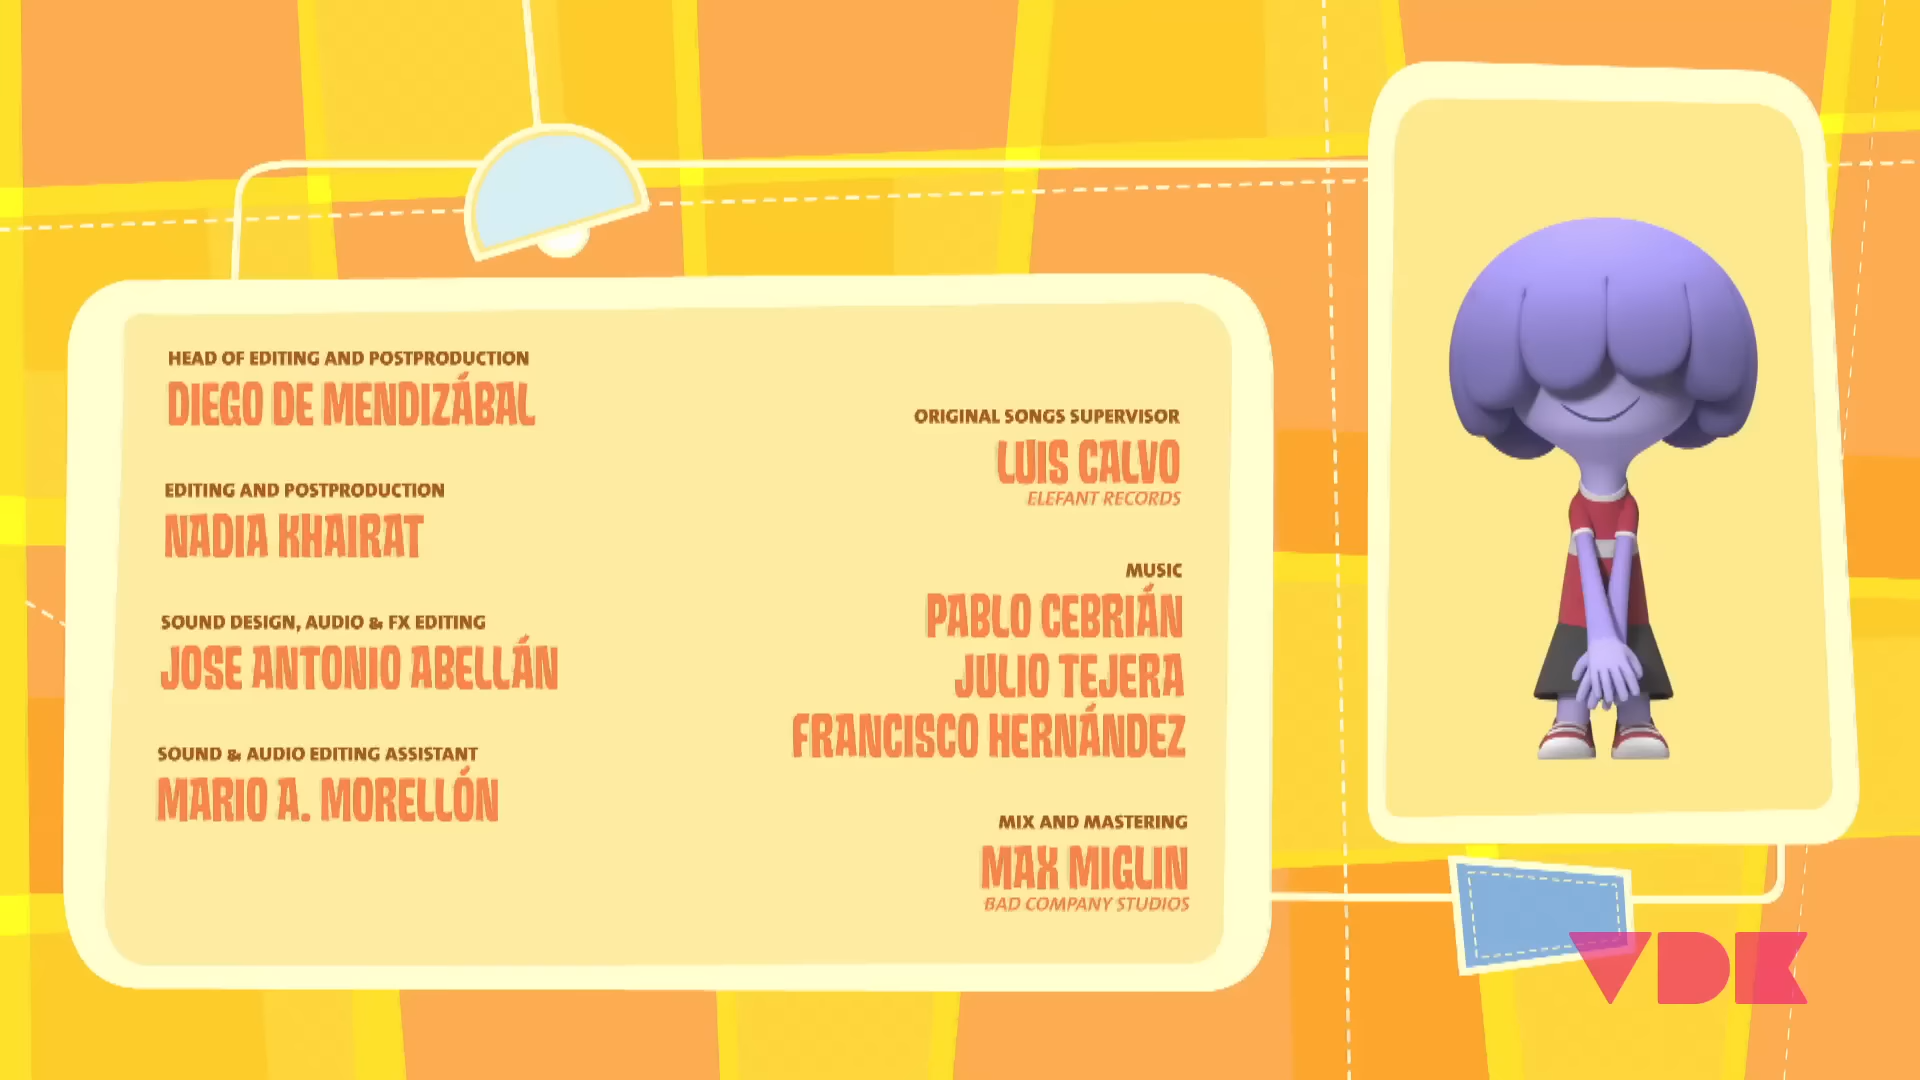 HEAD OF EDITING AND POSTPRODUCTION
DIEGO DE MENDIZÁBAL
EDITING AND POSTPRODUCTION
NADIA KHAIRAT
SOUND DESIGN, AUDIO & FX EDITING
JOSE ANTONIO ABELLÁN
SOUND & AUDIO EDITING ASSISTANT
MARIO A. MORELLÓN
ORIGINAL SONGS SUPERVISOR
LUIS CALVO
ELEFANT RECORDS
MUSIC
PABLO CEBRIÁN
JULIO TEJERA
FRANCISCO HERNÁNDEZ
MIX AND MASTERING
MAX MIGLIN
BAD COMPANY STUDIOS
VDK